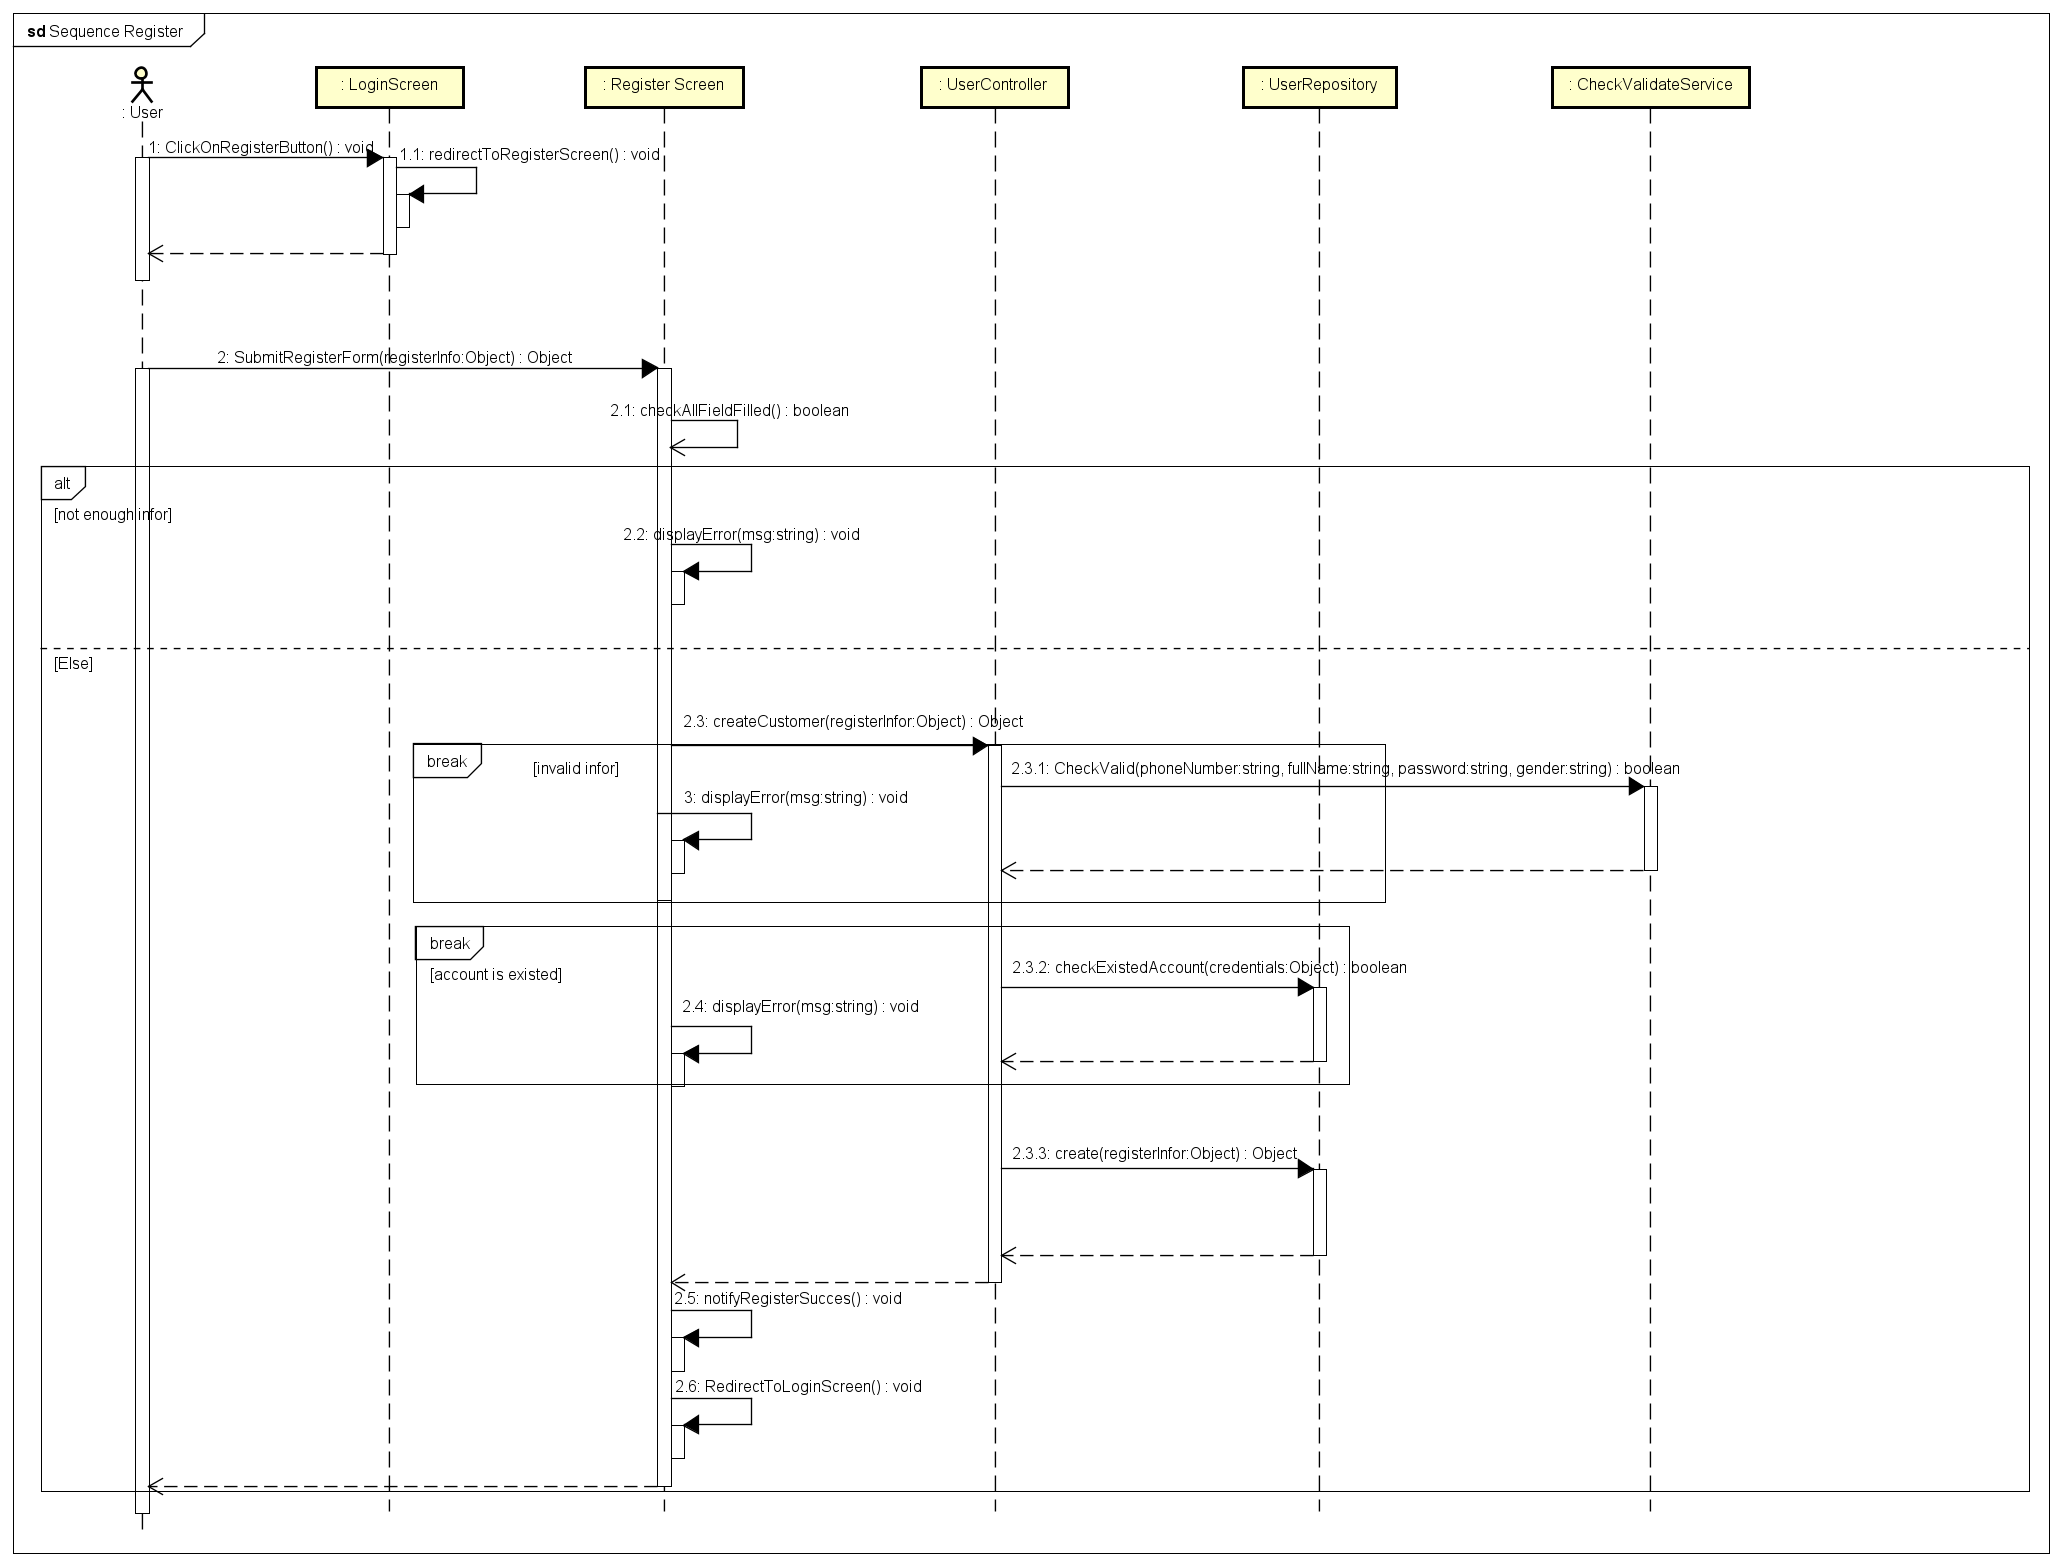 sd Sequence Register
: User
: LoginScreen
: Register Screen
: UserController
: UserRepository
: CheckValidateService
1: ClickOnRegisterButton() : void
1.1: redirectToRegisterScreen() : void
2: SubmitRegisterForm(registerInfo:Object) : Object
2.1: checkAllFieldFilled() : boolean
alt
[not enough infor]
2.2: displayError(msg:string) : void
[Else]
2.3: createCustomer(registerInfor:Object) : Object
break
[invalid infor]
2.3.1: CheckValid(phoneNumber:string, fullName:string, password:string, gender:string) : boolean
3: displayError(msg:string) : void
break
[account is existed]
2.3.2: checkExistedAccount(credentials:Object) : boolean
2.4: displayError(msg:string) : void
2.3.3: create(registerInfor:Object) : Object
2.5: notifyRegisterSucces() : void
2.6: RedirectToLoginScreen() : void